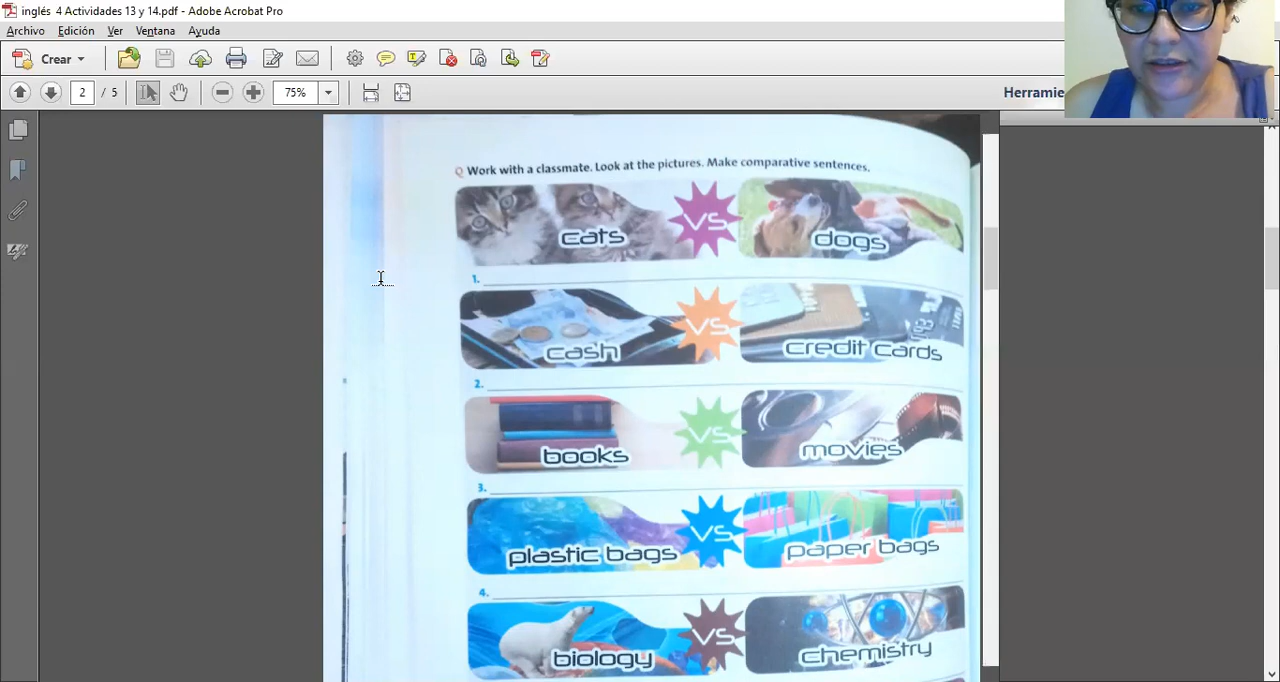 inglés 4 Actividades 13 y 14.pdf - Adobe Acrobat Pro
Archivo Edición Ver Ventana Ayuda
Crear
2 / 5 75% Herramie
Q Work with a classmate. Look at the pictures. Make comparative sentences.
cats VS dogs
1.
cash VS credit cards
2.
books VS movies
3.
plastic bags VS paper bags
4.
biology VS chemistry